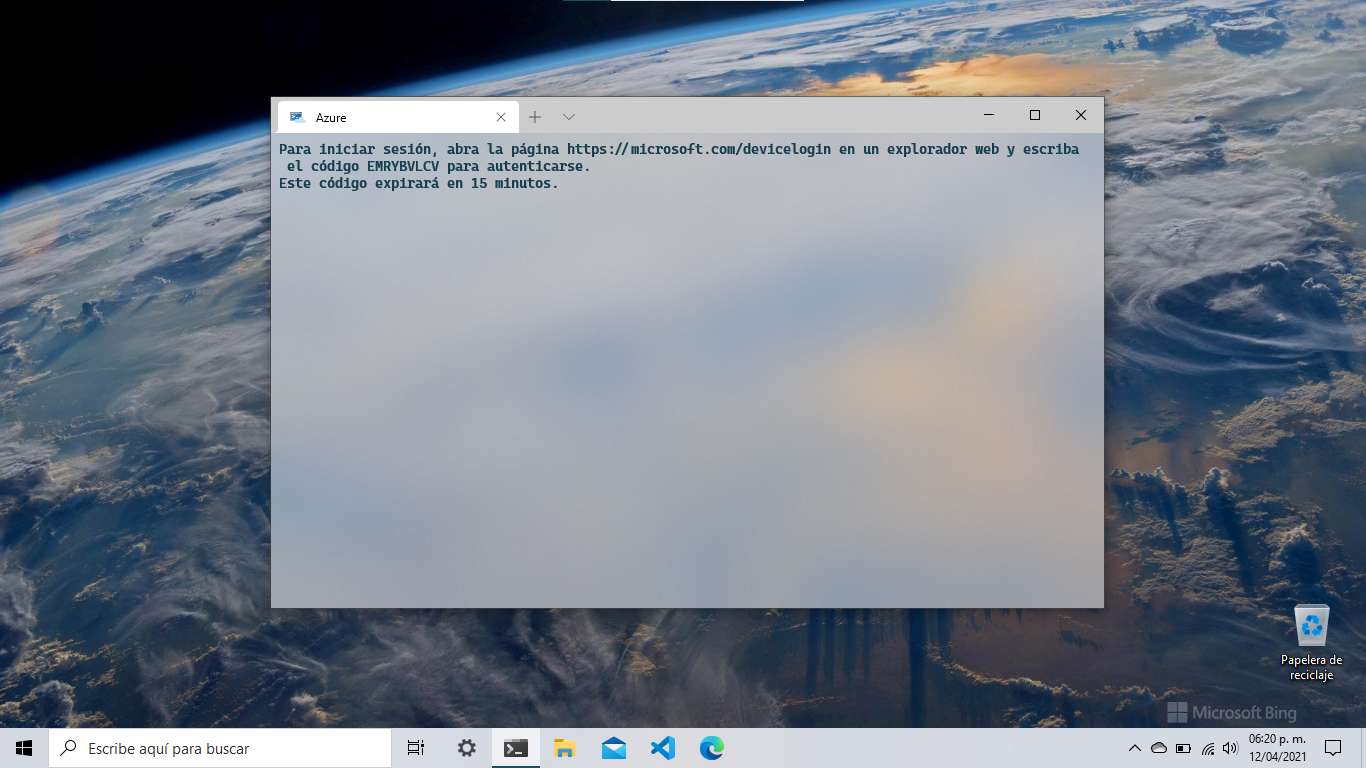 Azure
Para iniciar sesión, abra la página https://microsoft.com/devicelogin en un explorador web y escriba
el código EMRYBVLCV para autenticarse.
Este código expirará en 15 minutos.
Papelera de
reciclaje
Microsoft Bing
Escribe aquí para buscar
06:20 p. m.
12/04/2021